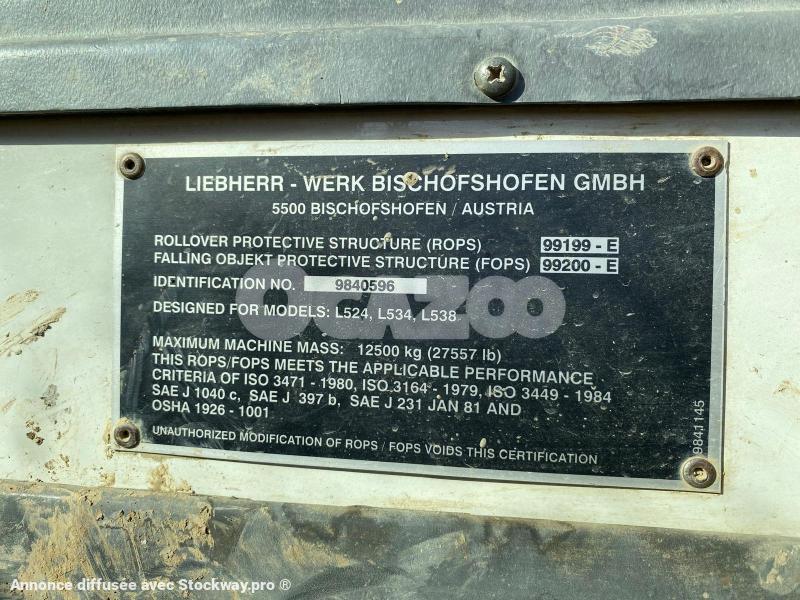 LIEBHERR - WERK BISCHOFSHOFEN GMBH
5500 BISCHOFSHOFEN / AUSTRIA
ROLLOVER PROTECTIVE STRUCTURE (ROPS) 99199 - E
FALLING OBJEKT PROTECTIVE STRUCTURE (FOPS) 99200 - E
IDENTIFICATION NO. 9840596
OCAZOO
DESIGNED FOR MODELS: L524, L534, L538
MAXIMUM MACHINE MASS: 12500 kg (27557 lb)
THIS ROPS/FOPS MEETS THE APPLICABLE PERFORMANCE
CRITERIA OF ISO 3471 - 1980, ISO 3164 - 1979, ISO 3449 - 1984
SAE J 1040 c, SAE J 397 b, SAE J 231 JAN 81 AND
OSHA 1926 - 1001
UNAUTHORIZED MODIFICATION OF ROPS / FOPS VOIDS THIS CERTIFICATION
9841145
Annonce diffusée avec Stockway.pro ®